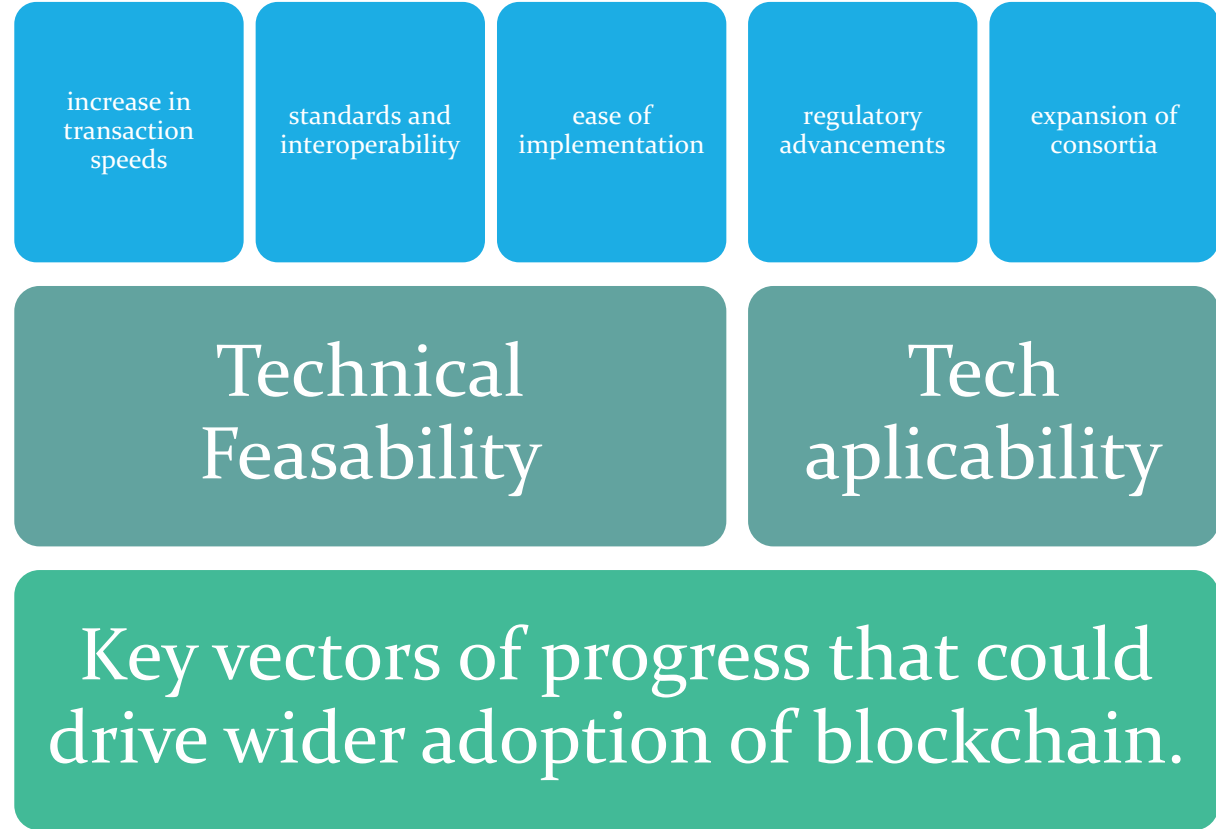 increase in
transaction
speeds
standards and
interoperability
ease of
implementation
regulatory
advancements
expansion of
consortia
Technical
Feasability
Tech
aplicability
Key vectors of progress that could
drive wider adoption of blockchain.